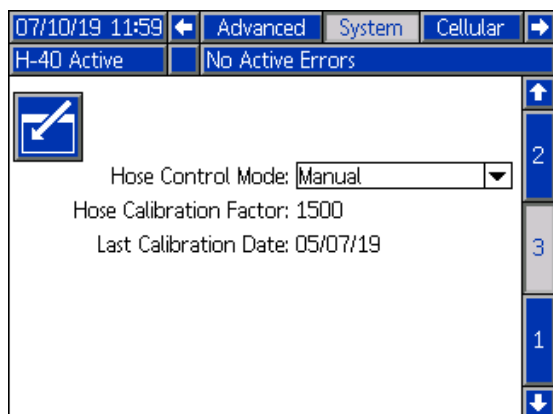 07/10/19 11:59 Advanced System Cellular
H-40 Active No Active Errors
2
Hose Control Mode: Manual
Hose Calibration Factor: 1500
Last Calibration Date: 05/07/19
3
1